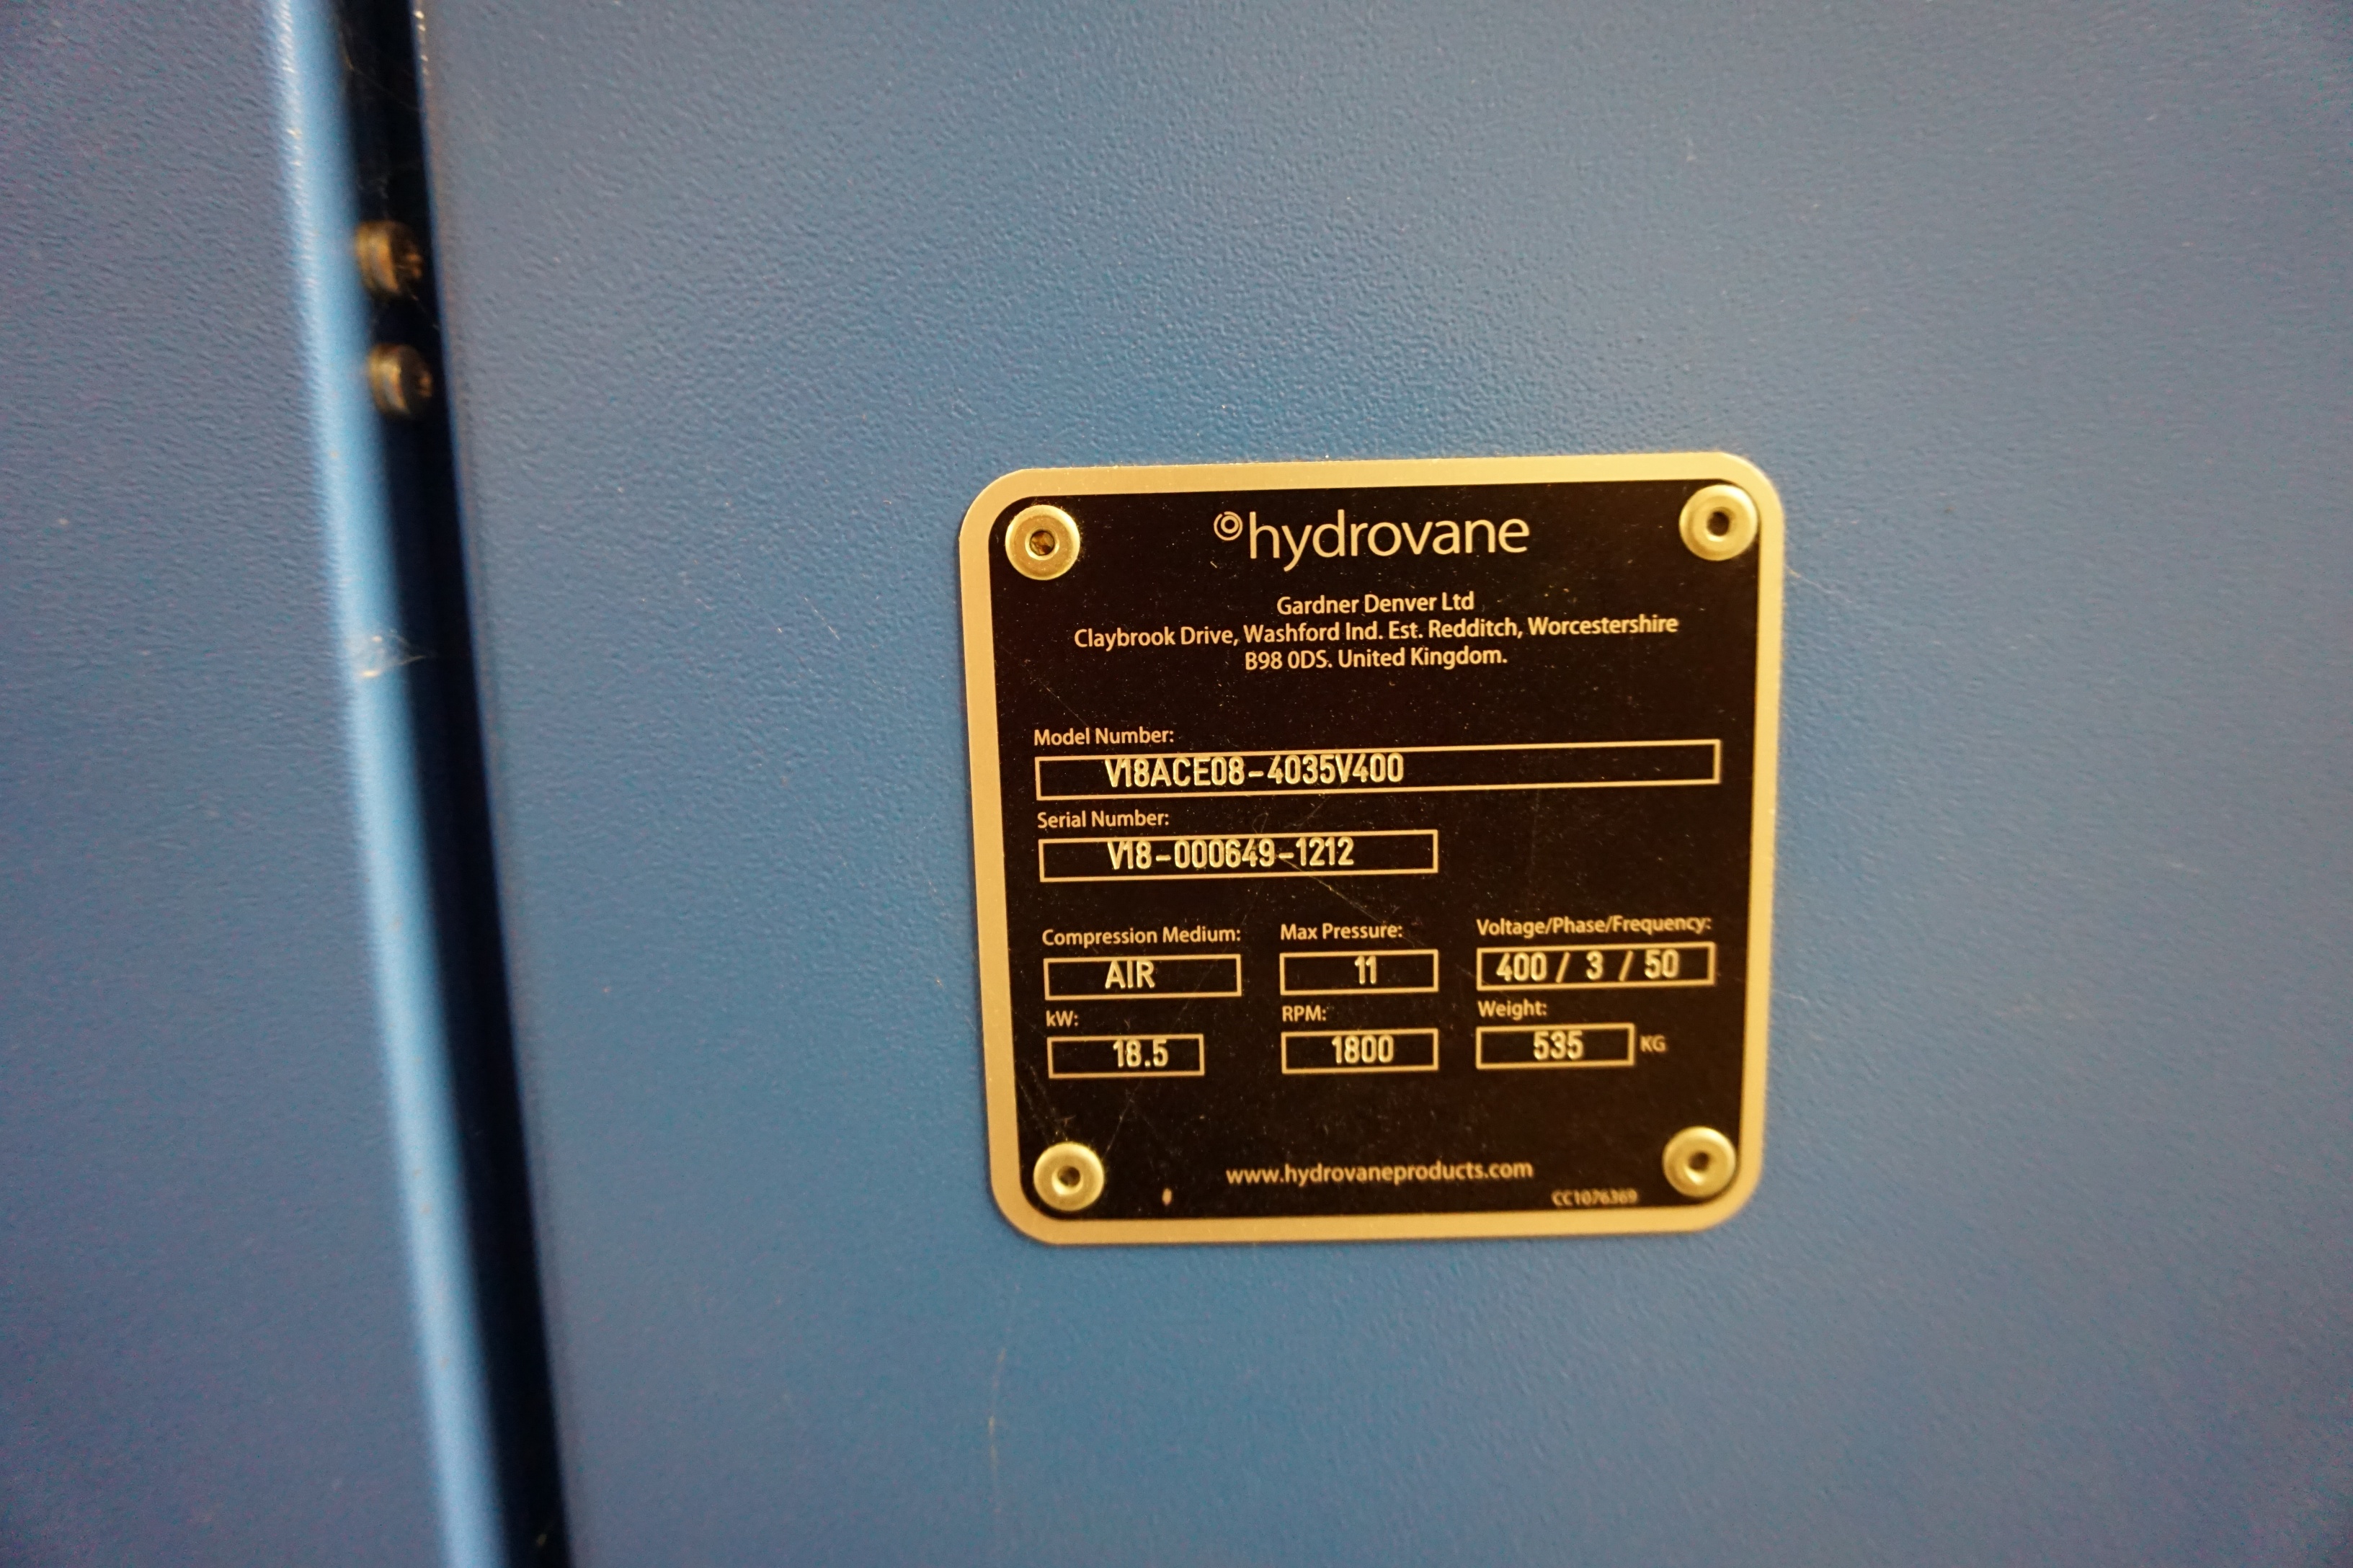 hydrovane
Gardner Denver Ltd
Claybrook Drive, Washford Ind. Est. Redditch, Worcestershire
B98 0DS. United Kingdom.
Model Number:
V18ACE08-4035V400
Serial Number:
V18-000649-1212
Compression Medium: Max Pressure: Voltage/Phase/Frequency:
AIR 11 400 / 3 / 50
kW: RPM: Weight:
18.5 1800 535 KG
www.hydrovaneproducts.com
CC1076369